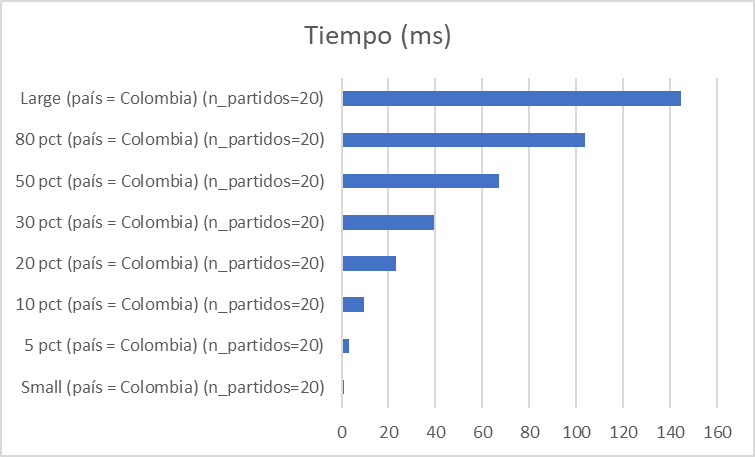 Tiempo (ms)
Large (país = Colombia) (n_partidos=20)
80 pct (país = Colombia) (n_partidos=20)
50 pct (país = Colombia) (n_partidos=20)
30 pct (país = Colombia) (n_partidos=20)
20 pct (país = Colombia) (n_partidos=20)
10 pct (país = Colombia) (n_partidos=20)
5 pct (país = Colombia) (n_partidos=20)
Small (país = Colombia) (n_partidos=20)
0 20 40 60 80 100 120 140 160